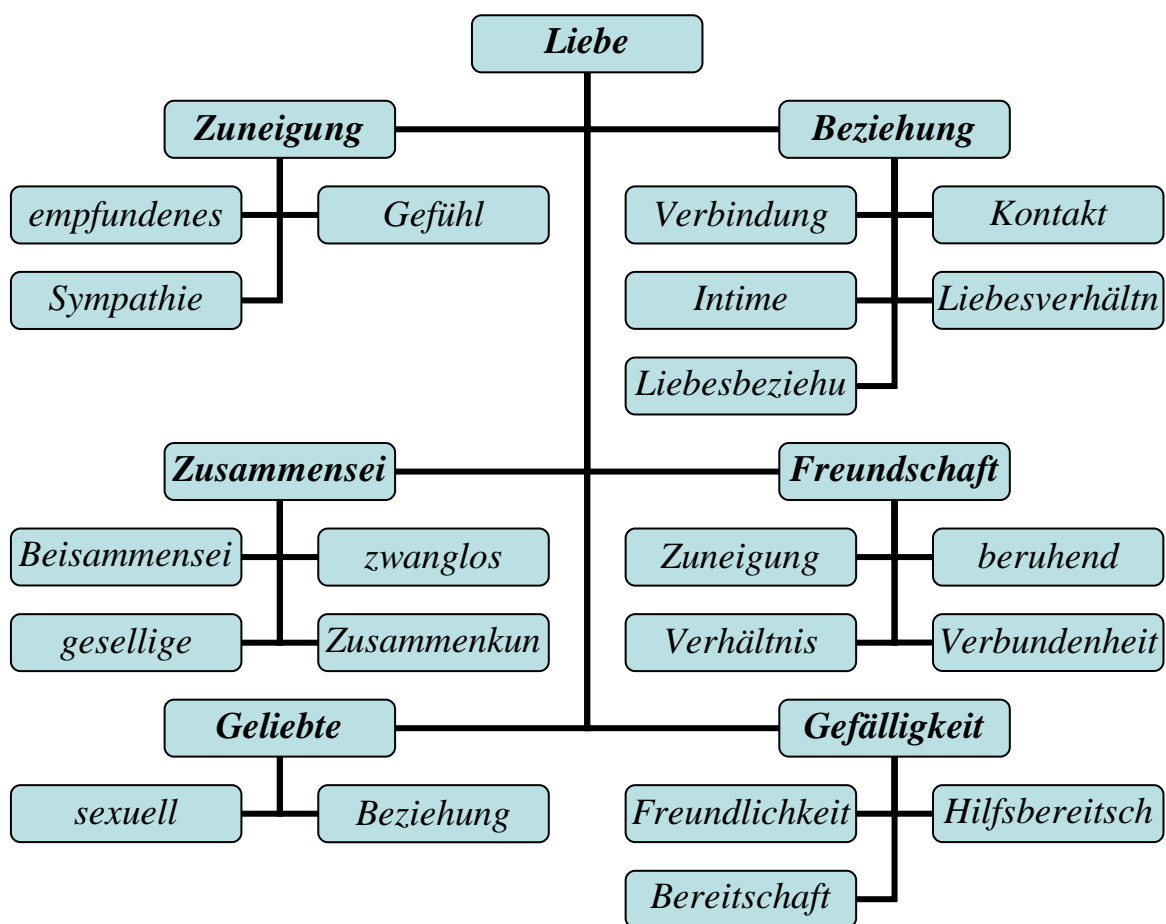 Liebe
Zuneigung
Beziehung
empfundenes
Gefühl
Verbindung
Kontakt
Sympathie
Intime
Liebesverhältn
Liebesbeziehu
Zusammensei
Freundschaft
Beisammensei
zwanglos
Zuneigung
beruhend
gesellige
Zusammenkun
Verhältnis
Verbundenheit
Geliebte
Gefälligkeit
sexuell
Beziehung
Freundlichkeit
Hilfsbereitsch
Bereitschaft